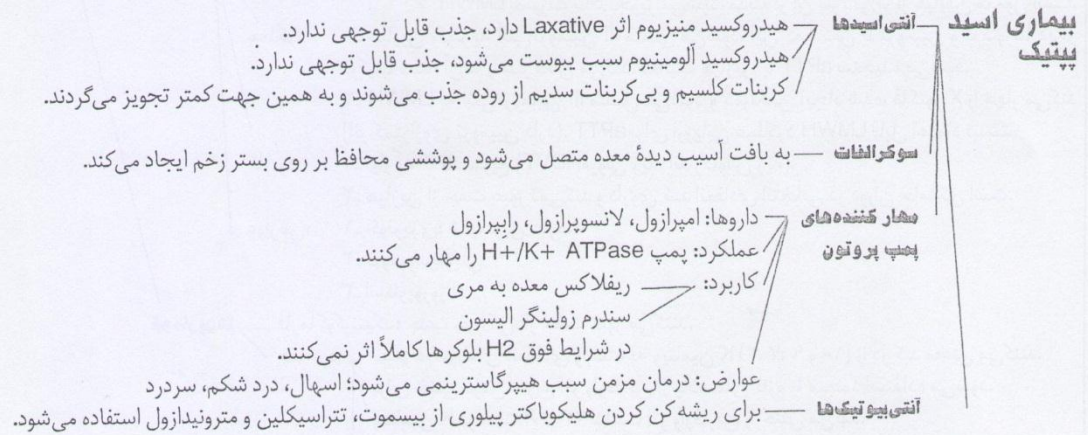 بیماری اسید پپتیک
آنتی‌اسیدها
هیدروکسید منیزیوم اثر Laxative دارد، جذب قابل توجهی ندارد.
هیدروکسید آلومینیوم سبب یبوست می‌شود، جذب قابل توجهی ندارد.
کربنات کلسیم و بی‌کربنات سدیم از روده جذب می‌شوند و به همین جهت کمتر تجویز می‌گردند.
سوکرالفات — به بافت آسیب دیدۀ معده متصل می‌شود و پوششی محافظ بر روی بستر زخم ایجاد می‌کند.
مهار کننده‌های پمپ پروتون
داروها: امپرازول، لانسوپرازول، رابپرازول
عملکرد: پمپ H+/K+ ATPase را مهار می‌کنند.
کاربرد: ریفلاکس معده به مری
سندرم زولینگر الیسون
در شرایط فوق H2 بلوکرها کاملاً اثر نمی‌کنند.
عوارض: درمان مزمن سبب هیپرگاسترینمی می‌شود؛ اسهال، درد شکم، سردرد
آنتی‌بیوتیک‌ها — برای ریشه کن کردن هلیکوباکتر پیلوری از بیسموت، تتراسیکلین و مترونیدازول استفاده می‌شود.